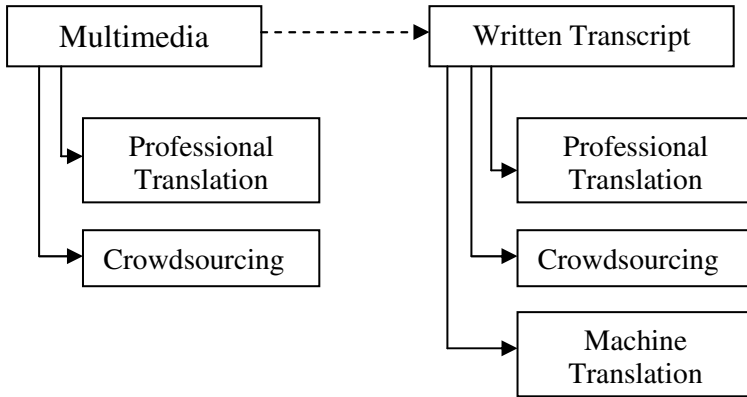 Multimedia
Written Transcript
Professional
Translation
Crowdsourcing
Professional
Translation
Crowdsourcing
Machine
Translation